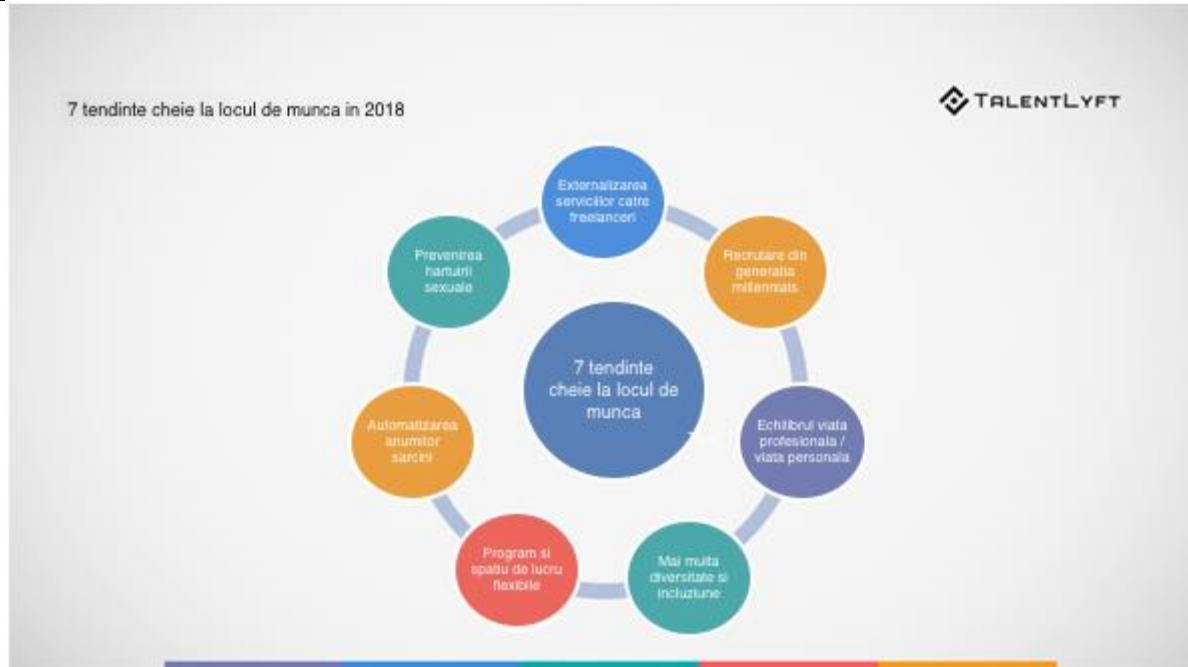 7 tendinte cheie la locul de munca in 2018
TALENTLYFT
Externalizarea
serviciilor catre
freelanceri
Recrutare din
generatia
millennials
Echilibrul viata
profesionala /
viata personala
Mai multa
diversitate si
incluziune
Program si
spatiu de lucru
flexibile
Automatizarea
anumitor
sarcini
Prevenirea
hartuirii
sexuale
7 tendinte
cheie la locul de
munca